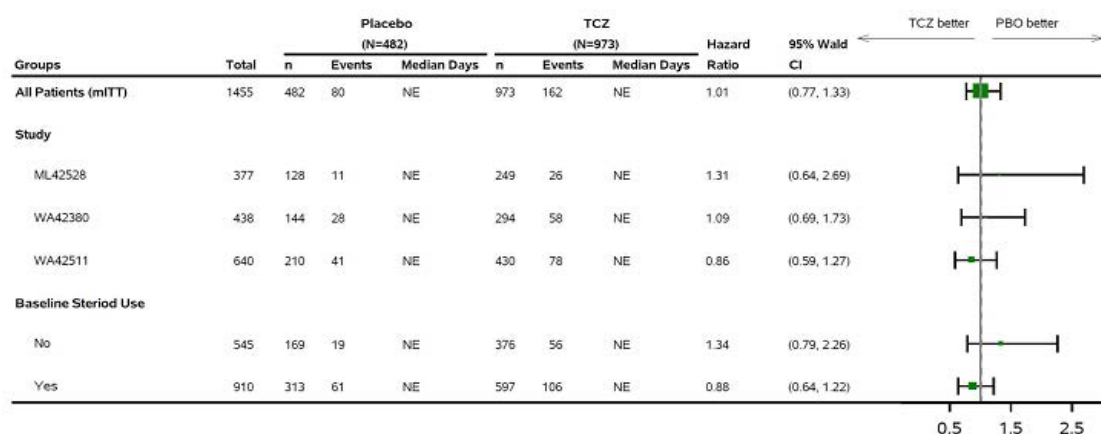 Placebo TCZ TCZ better PBO better
(N=482) (N=973) Hazard 95% Wald
Groups Total n Events Median Days n Events Median Days Ratio CI
All Patients (mITT) 1455 482 80 NE 973 162 NE 1.01 (0.77, 1.33)
Study
ML42528 377 128 11 NE 249 26 NE 1.31 (0.64, 2.69)
WA42380 438 144 28 NE 294 58 NE 1.09 (0.69, 1.73)
WA42511 640 210 41 NE 430 78 NE 0.86 (0.59, 1.27)
Baseline Steriod Use
No 545 169 19 NE 376 56 NE 1.34 (0.79, 2.26)
Yes 910 313 61 NE 597 106 NE 0.88 (0.64, 1.22)
0.5 1.5 2.5